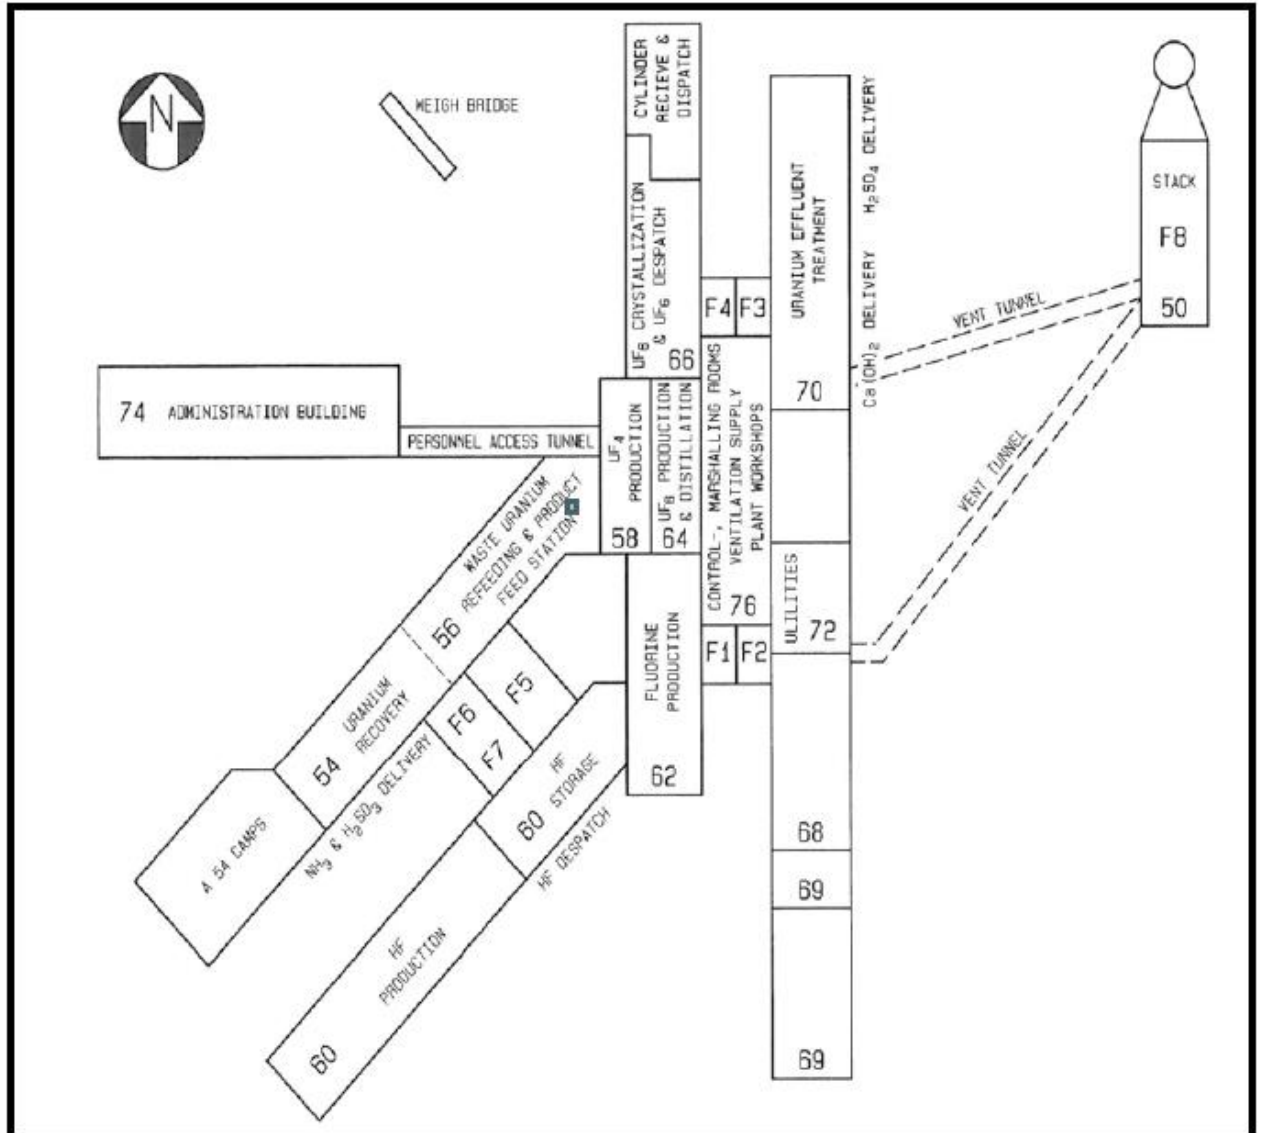 N
WEIGH BRIDGE
CYLINDER
RECIEVE &
DISPATCH
UF6 CRYSTALLIZATION
& UF6 DESPATCH
66
F4
F3
URANIUM EFFLUENT
TREATMENT
70
Ca(OH)2 DELIVERY H2SO4 DELIVERY
STACK
F8
50
VENT TUNNEL
VENT TUNNEL
74 ADMINISTRATION BUILDING
PERSONNEL ACCESS TUNNEL
UF4
PRODUCTION
58
UF6 PRODUCTION
& DISTILLATION
64
CONTROL-, MARSHALLING ROOMS
VENTILATION SUPPLY
PLANT WORKSHOPS
76
WASTE URANIUM
REFEEDING & PRODUCT
FEED STATION
56
UTILITIES
72
F1
F2
FLUORINE
PRODUCTION
62
URANIUM
RECOVERY
54
F6
F5
F7
NH3 & H2SO3 DELIVERY
HF
STORAGE
60
HF DESPATCH
A 54 CAMPS
HF
PRODUCTION
60
68
69
69